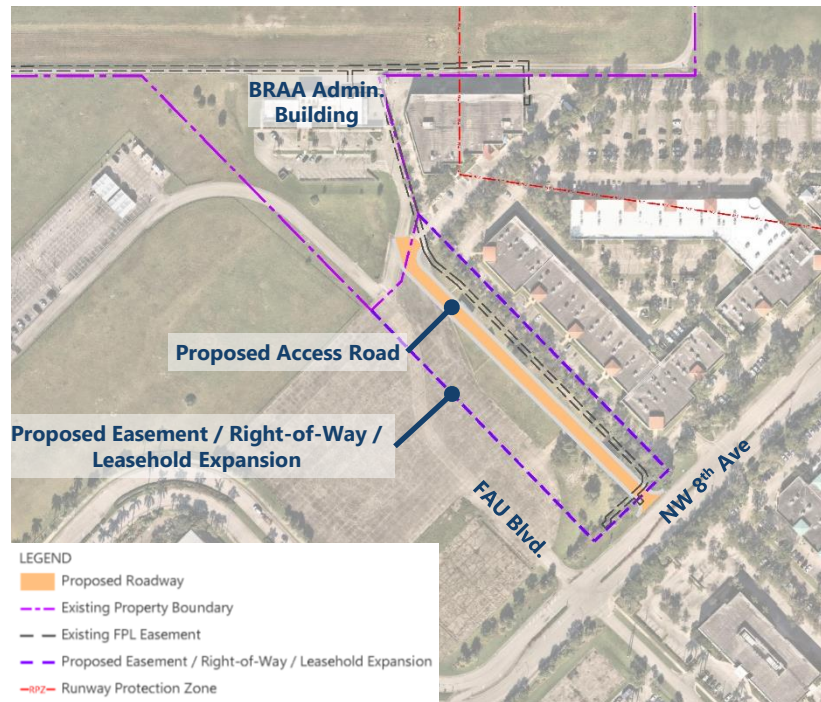 BRAA Admin.
Building
Proposed Access Road
Proposed Easement / Right-of-Way /
Leasehold Expansion
FAU Blvd.
NW 8th Ave
LEGEND
Proposed Roadway
Existing Property Boundary
Existing FPL Easement
Proposed Easement / Right-of-Way / Leasehold Expansion
RPZ
Runway Protection Zone